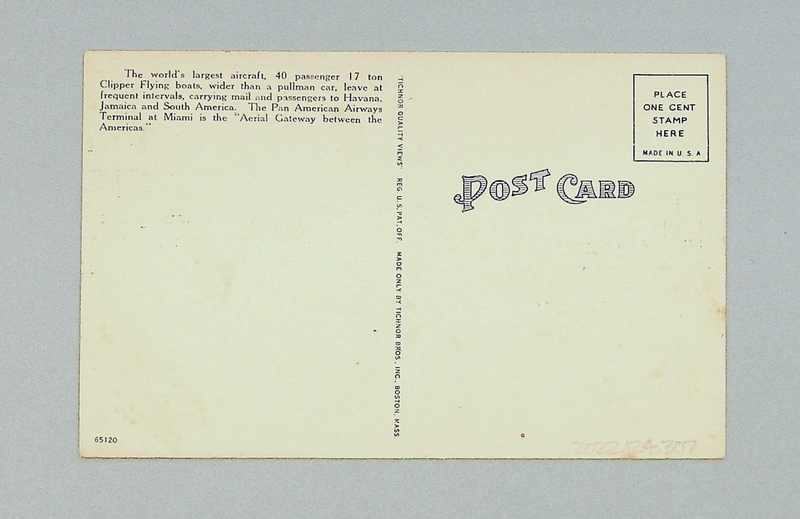 The world's largest aircraft, 40 passenger 17 ton
Clipper Flying boats, wider than a pullman car, leave at
frequent intervals, carrying mail and passengers to Havana,
Jamaica and South America. The Pan American Airways
Terminal at Miami is the "Aerial Gateway between the
Americas."
TICHNOR QUALITY VIEWS" REG. U.S. PAT. OFF. MADE ONLY BY TICHNOR BROS., INC., BOSTON, MASS
POST CARD
PLACE
ONE CENT
STAMP
HERE
MADE IN U. S. A
65120